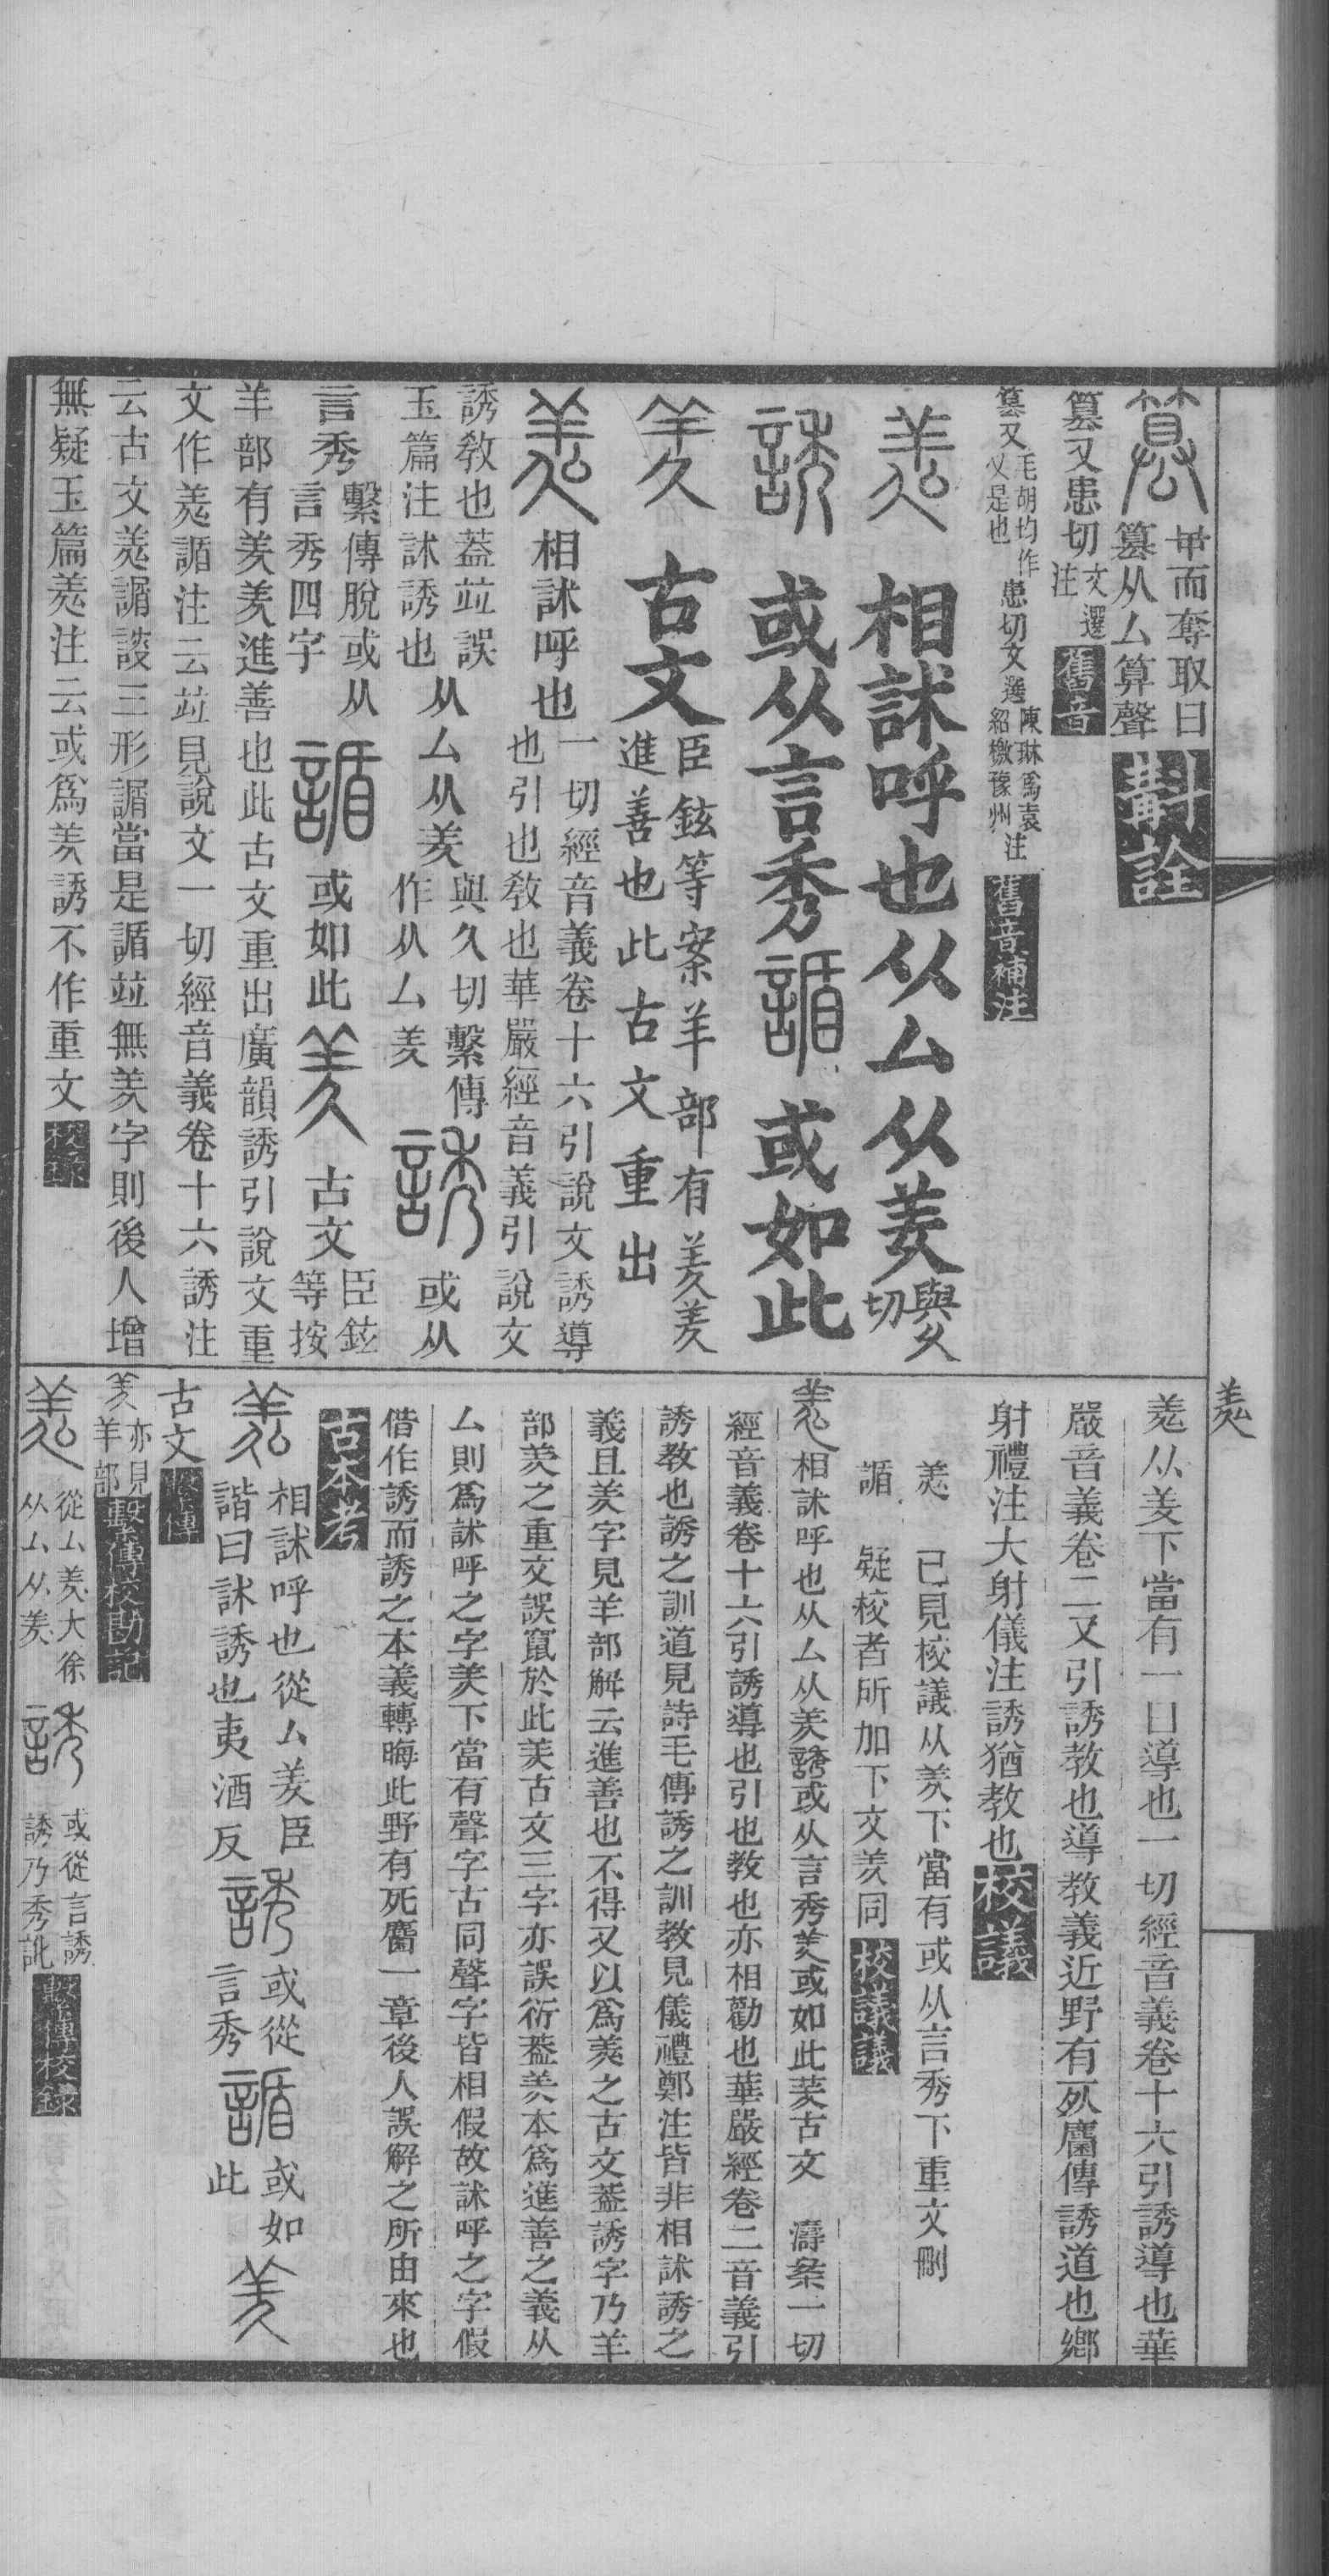 屰而奪取曰
篡从厶算聲
斠詮
篡叉患切
文選注
舊音
篡又
毛胡均作
乂是也
患切文選
陳琳爲袁
紹檄豫州
注
舊音補注
羑 相訹呼也从厶从羑
與久切
誘 或从言秀 䛻 或如此
羑 古文
臣鉉等案羊部有羑羑
進善也此古文重出
羑 相訹呼也
一切經音義卷十六引說文誘導
也引也教也華嚴經音義引說文
誘教也葢竝誤
玉篇注訹誘也
从厶从羑
與久切繫傳
作从厶羑
誘 或从
言秀
繫傳脫或从
言秀四字
䛻 或如此 羑 古文
臣鉉等按
羊部有羑羑進善也此古文重出廣韻誘引說文重
文作羑䛻注云竝見說文一切經音義卷十六誘注
云古文羑䛻䛽三形䛻當是䛻竝無羑字則後人增
無疑玉篇羑注云或爲羑誘不作重文
校錄
羑
羑从羑下當有一曰導也一切經音義卷十六引誘導也華
嚴音義卷二又引誘教也導教義近野有死麕傳誘道也鄉
射禮注大射儀注誘猶教也
校議
羑 已見校議从羑下當有或从言秀下重文刪
䛻 疑校者所加下文羑同
校議議
羑相訹呼也从厶从羑誘或从言秀羑或如此羑古文 濤案一切
經音義卷十六引誘導也引也教也亦相勸也華嚴經卷二音義引
誘教也誘之訓道見詩毛傳誘之訓教見儀禮鄭注皆非相訹誘之
義且羑字見羊部解云進善也不得又以爲羑之古文葢誘字乃羊
部羑之重文誤竄於此羑古文三字亦誤衍葢羑本爲進善之義从
厶則爲訹呼之字羑下當有聲字古同聲字皆相假故訹呼之字假
借作誘而誘之本義轉晦此野有死麕一章後人誤解之所由來也
古本考
羑
相訹呼也從厶羑臣
鍇曰訹誘也夷酒反
誘
或從
言秀
䛻
或如
此
羑
古文
繫傳
羑
亦見
羊部
繫傳校勘記
羑
從厶羑大徐
从厶从羑
誘
或從言誘
誘乃秀訛
繫傳校錄